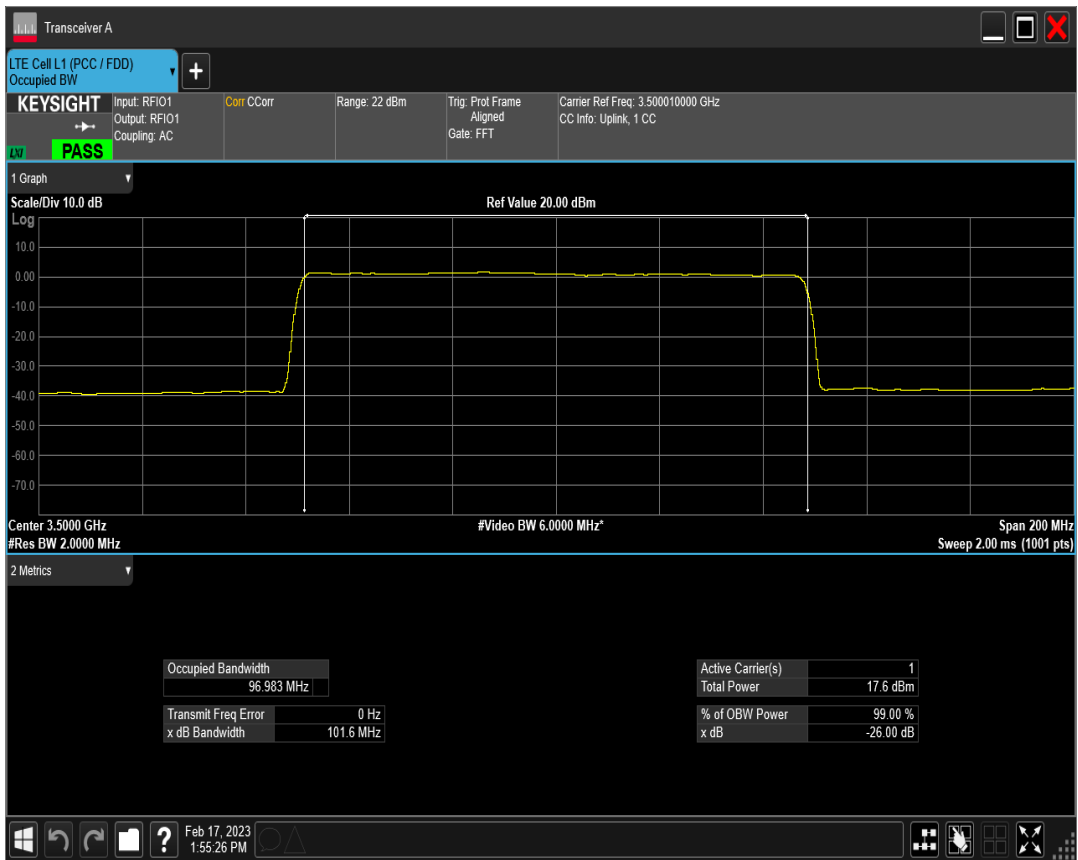 Transceiver A
LTE Cell L1 (PCC / FDD)
Occupied BW
KEYSIGHT
LXI
PASS
Input: RFIO1
Output: RFIO1
Coupling: AC
Corr CCorr
Range: 22 dBm
Trig: Prot Frame
Aligned
Gate: FFT
Carrier Ref Freq: 3.500010000 GHz
CC Info: Uplink, 1 CC
1 Graph
Scale/Div 10.0 dB
Ref Value 20.00 dBm
Log
10.0
0.00
-10.0
-20.0
-30.0
-40.0
-50.0
-60.0
-70.0
Center 3.5000 GHz
#Video BW 6.0000 MHz*
Span 200 MHz
#Res BW 2.0000 MHz
Sweep 2.00 ms (1001 pts)
2 Metrics
Occupied Bandwidth
96.983 MHz
Transmit Freq Error 0 Hz
x dB Bandwidth 101.6 MHz
Active Carrier(s) 1
Total Power 17.6 dBm
% of OBW Power 99.00 %
x dB -26.00 dB
?
Feb 17, 2023
1:55:26 PM